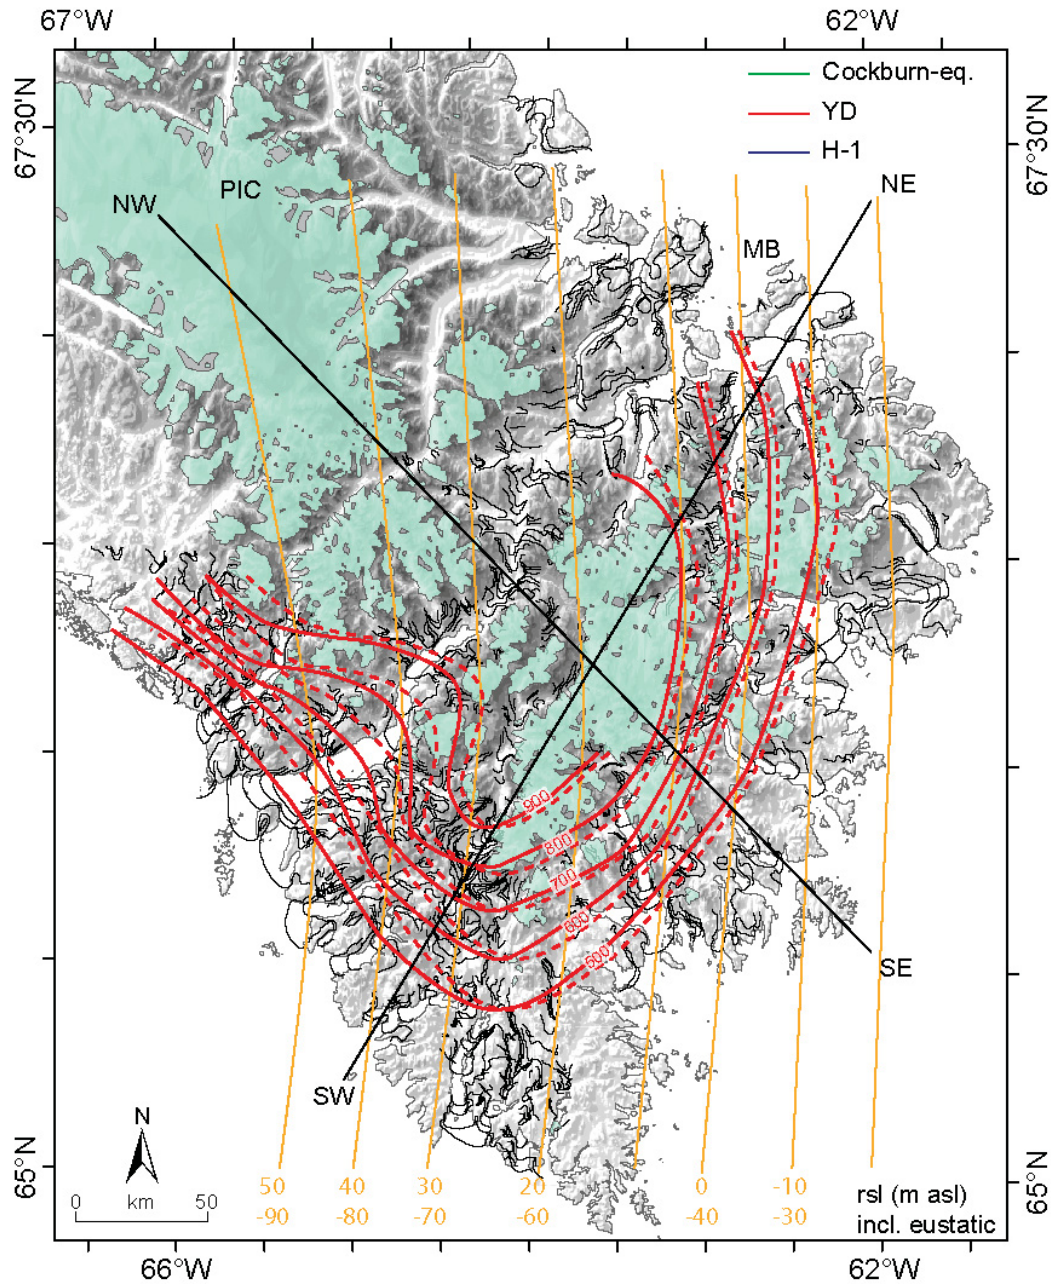 67°W 62°W
Cockburn-eq.
YD
H-1
67°30'N 67°30'N
NW PIC NE
MB
900
800
700
600
500
SE
SW
N
0 km 50
65°N 65°N
50 40 30 20 0 -10 rsl (m asl)
-90 -80 -70 -60 -40 -30 incl. eustatic
66°W 62°W